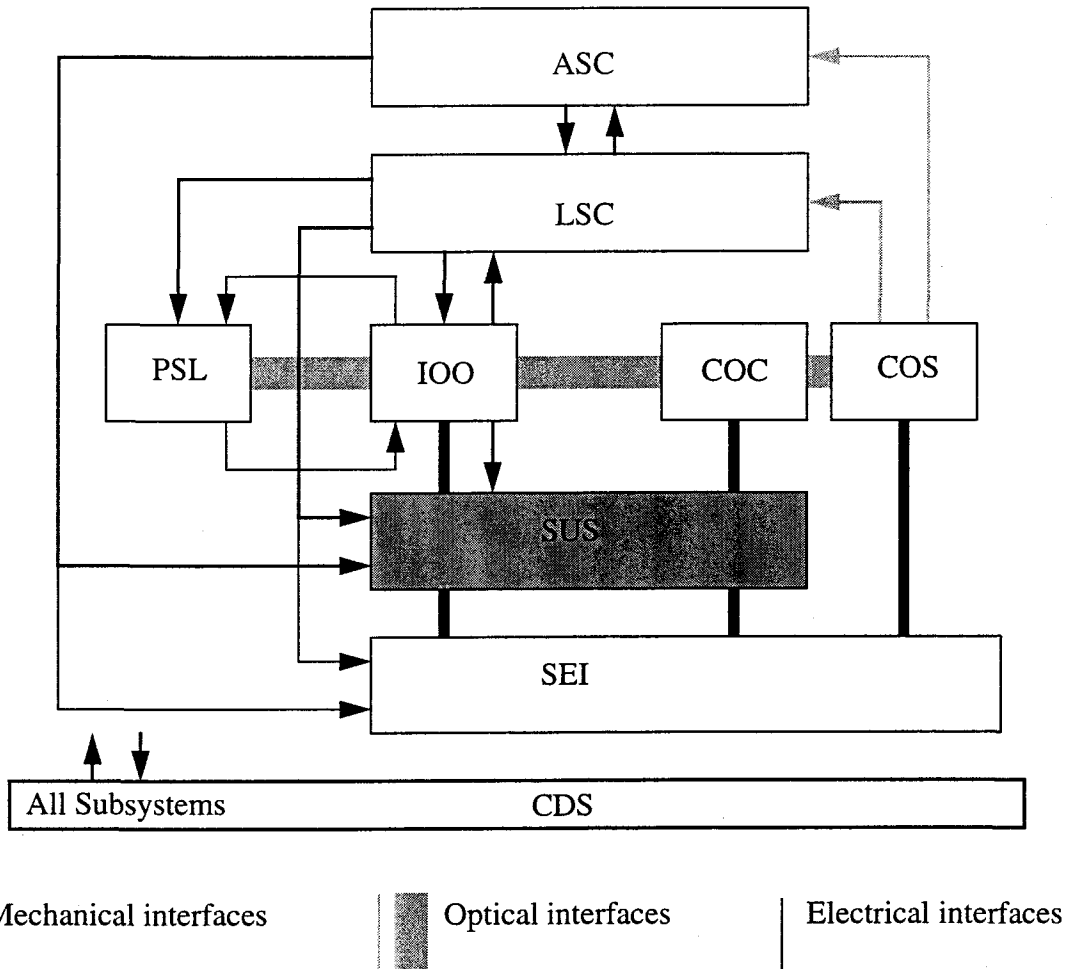 ASC
LSC
PSL
IOO
COC
COS
SUS
SEI
All Subsystems
CDS
Mechanical interfaces
Optical interfaces
Electrical interfaces